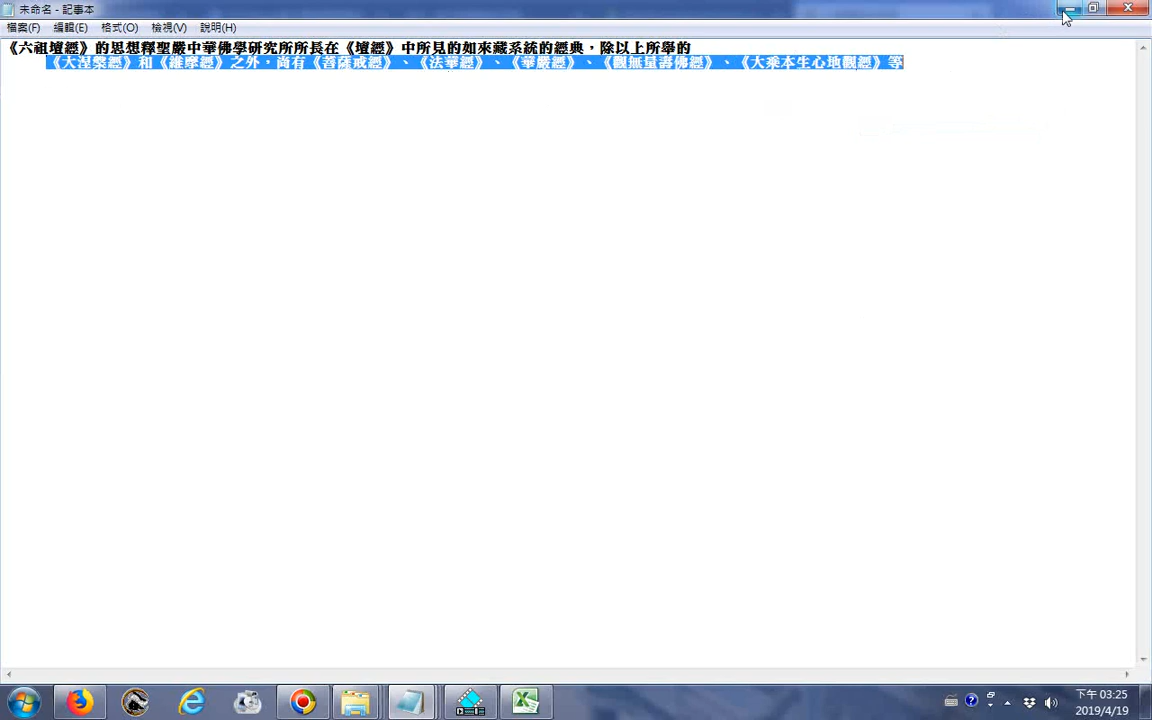 未命名 - 記事本
檔案(F) 編輯(E) 格式(O) 檢視(V) 說明(H)
《六祖壇經》的思想釋聖嚴中華佛學研究所所長在《壇經》中所見的如來藏系統的經典，除以上所舉的
《大涅槃經》和《維摩經》之外，尚有《菩薩戒經》、《法華經》、《華嚴經》、《觀無量壽佛經》、《大乘本生心地觀經》等
下午 03:25
2019/4/19